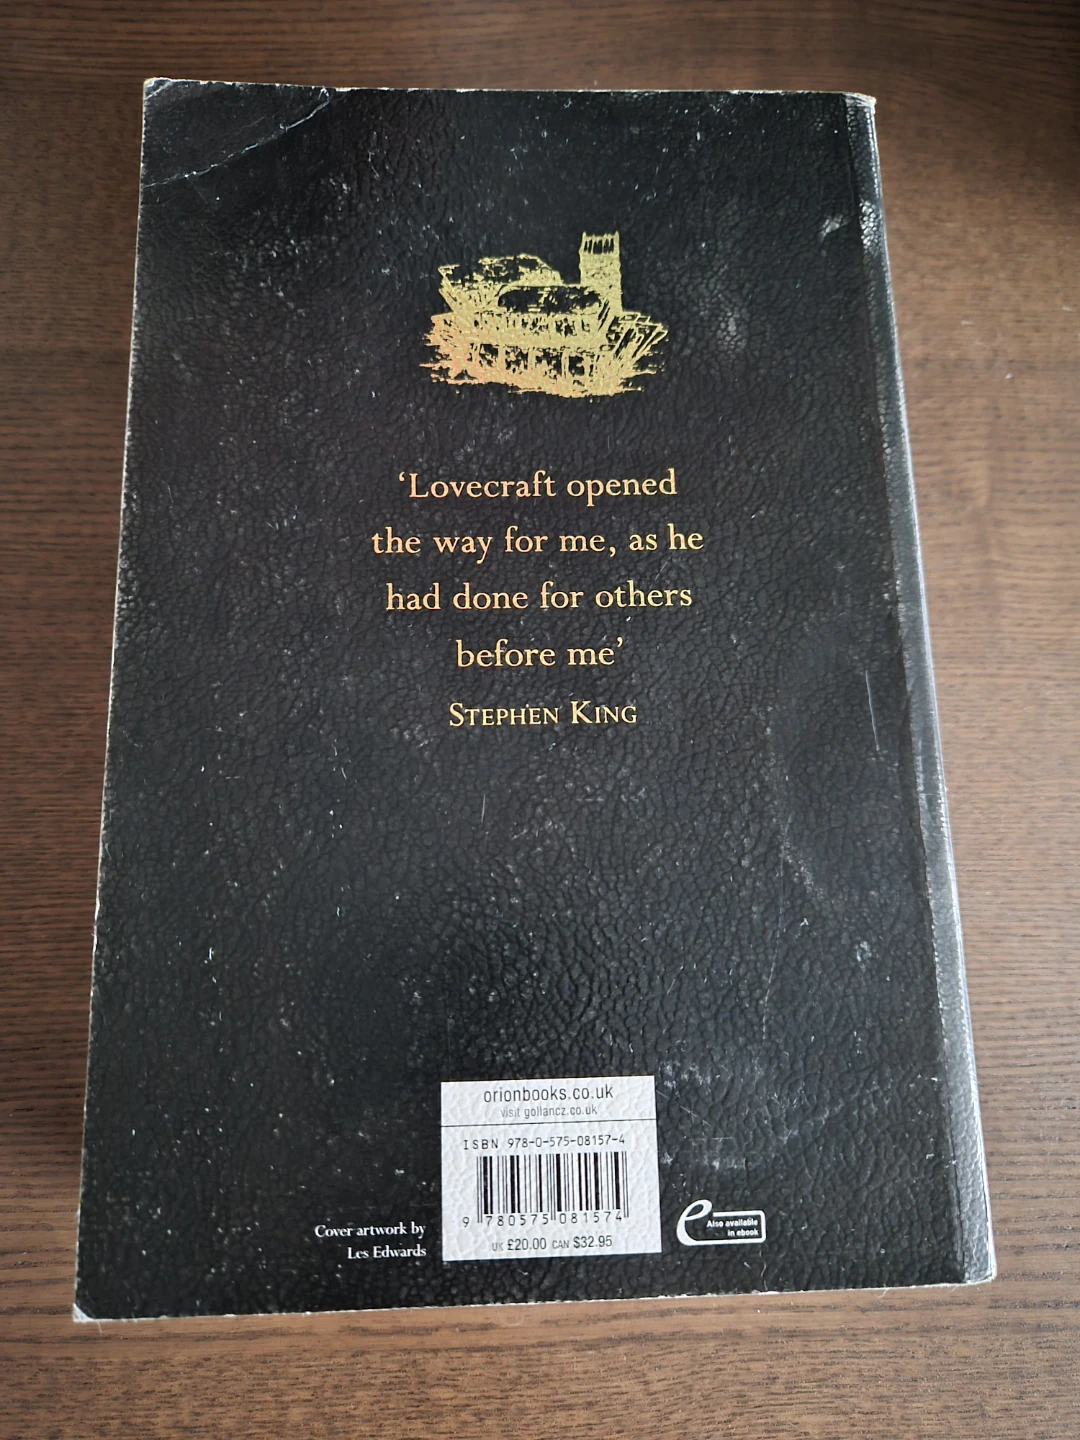 ‘Lovecraft opened
the way for me, as he
had done for others
before me’
STEPHEN KING
orionbooks.co.uk
visit gollancz.co.uk
ISBN 978-0-575-08157-4
9 780575 081574
UK £20.00 CAN $32.95
Cover artwork by
Les Edwards
e Also available
in ebook